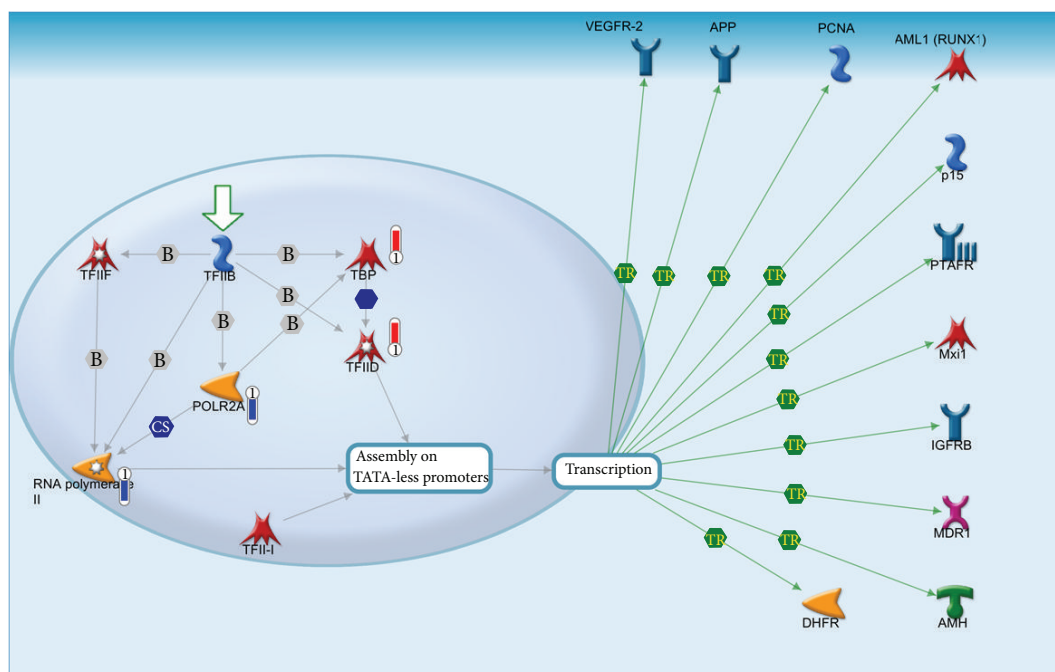 VEGFR-2
APP
PCNA
AML1 (RUNX1)
p15
PTAFR
Mxi1
IGFRB
MDR1
AMH
DHFR
TR
TR
TR
TR
TR
TR
TR
TR
TR
TR
TR
TFIIF
B
TFIIB
B
TBP
1
B
B
B
B
B
TFIID
1
POLR2A
1
CS
RNA polymerase
II
1
Assembly on
TATA-less promoters
Transcription
TFII-I